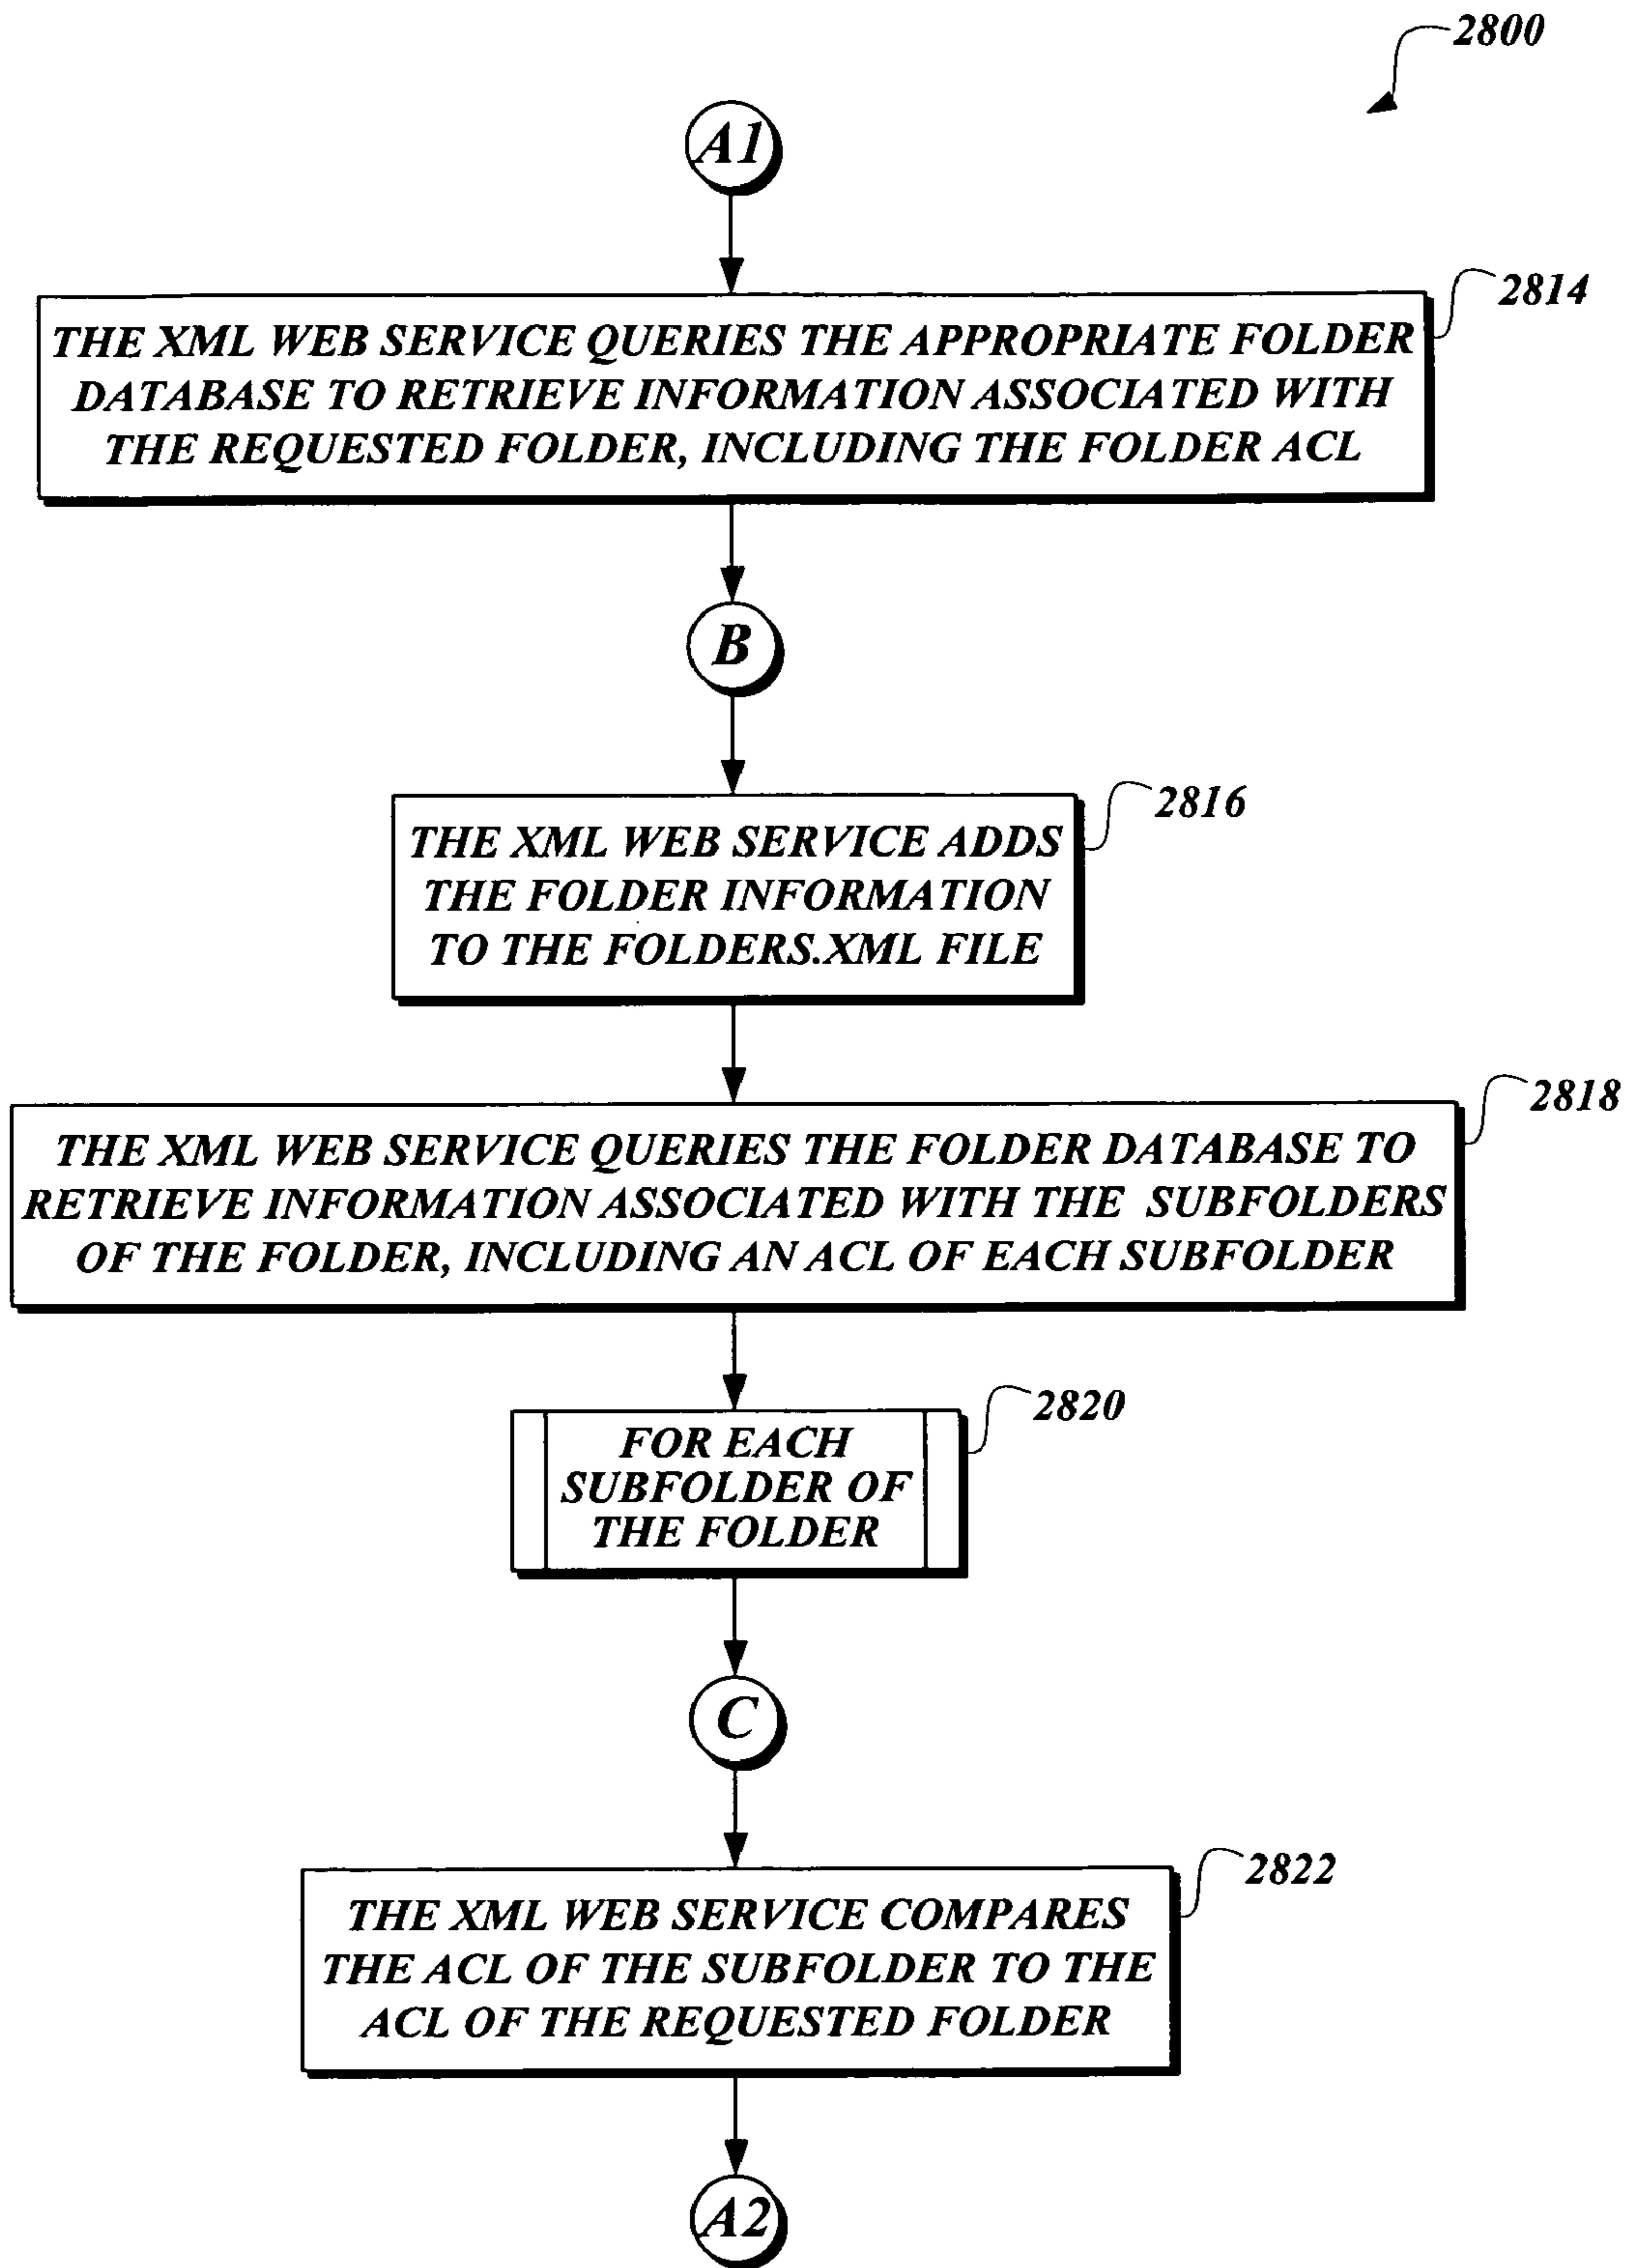 2800
A1
2814
THE XML WEB SERVICE QUERIES THE APPROPRIATE FOLDER
DATABASE TO RETRIEVE INFORMATION ASSOCIATED WITH
THE REQUESTED FOLDER, INCLUDING THE FOLDER ACL
B
2816
THE XML WEB SERVICE ADDS
THE FOLDER INFORMATION
TO THE FOLDERS.XML FILE
2818
THE XML WEB SERVICE QUERIES THE FOLDER DATABASE TO
RETRIEVE INFORMATION ASSOCIATED WITH THE SUBFOLDERS
OF THE FOLDER, INCLUDING AN ACL OF EACH SUBFOLDER
2820
FOR EACH
SUBFOLDER OF
THE FOLDER
C
2822
THE XML WEB SERVICE COMPARES
THE ACL OF THE SUBFOLDER TO THE
ACL OF THE REQUESTED FOLDER
A2